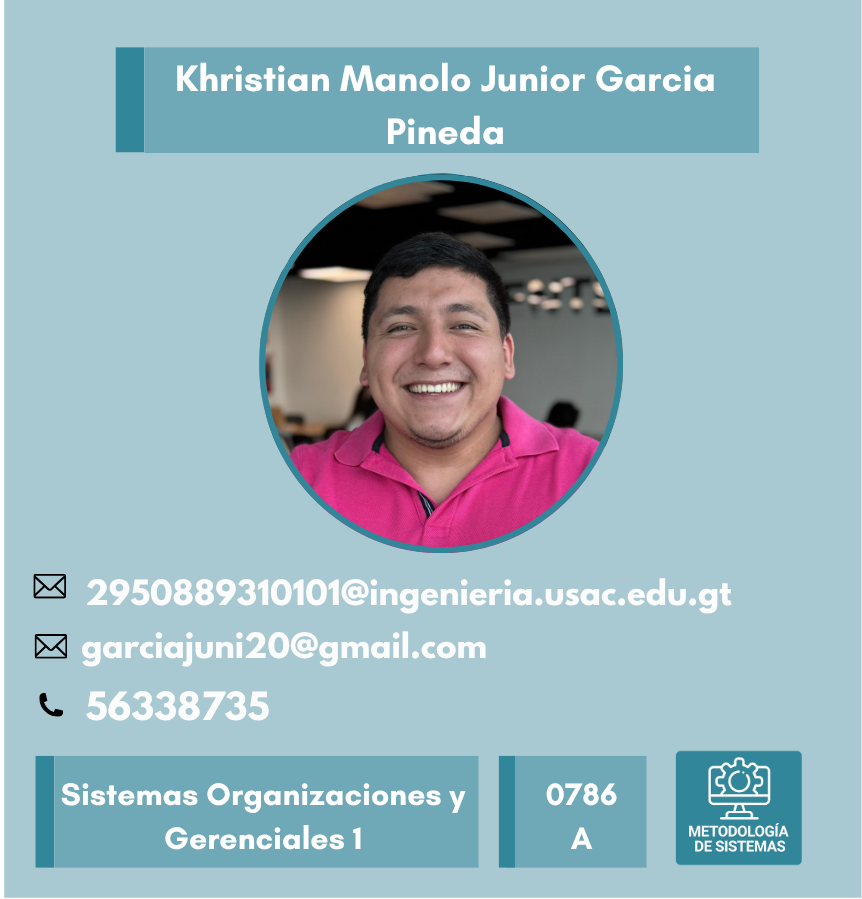 Khristian Manolo Junior Garcia
Pineda
2950889310101@ingenieria.usac.edu.gt
garciajuni20@gmail.com
56338735
Sistemas Organizaciones y
Gerenciales 1
0786
A
METODOLOGÍA
DE SISTEMAS